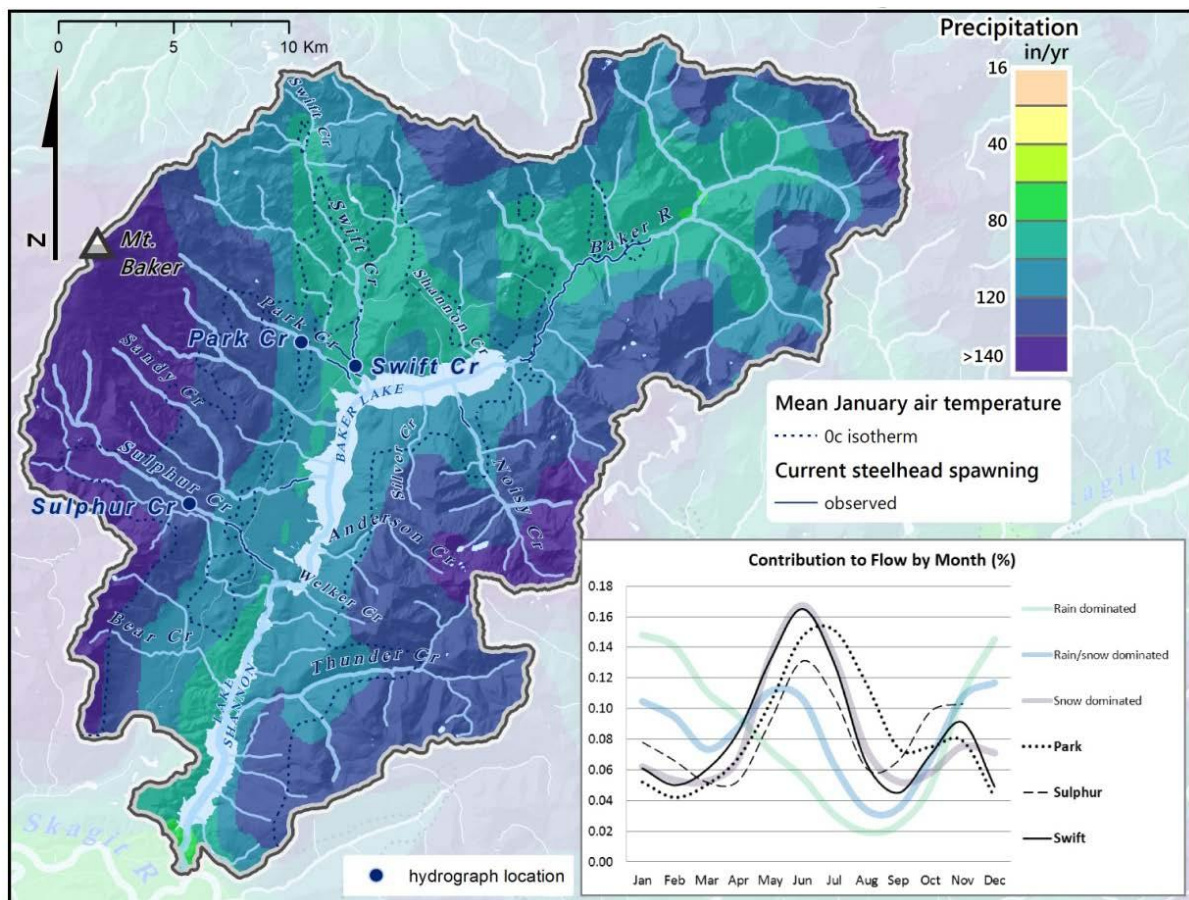 0 5 10 Km
N
Mt.
Baker
Swift Cr
Swift Cr
Park Cr
Park Cr
Shannon Cr
Baker R
Swift Cr
Sandy Cr
BAKER LAKE
Sulphur Cr
Sulphur Cr
Silver Cr
Noisy Cr
Anderson Cr.
Welker Cr
Bear Cr
Thunder Cr
LAKE
SHANNON
Skagit R
Skagit R
Precipitation
in/yr
16
40
80
120
>140
Mean January air temperature
0c isotherm
Current steelhead spawning
observed
hydrograph location
Contribution to Flow by Month (%)
0.18
0.16
0.14
0.12
0.10
0.08
0.06
0.04
0.02
0.00
Jan Feb Mar Apr May Jun Jul Aug Sep Oct Nov Dec
Rain dominated
Rain/snow dominated
Snow dominated
Park
Sulphur
Swift